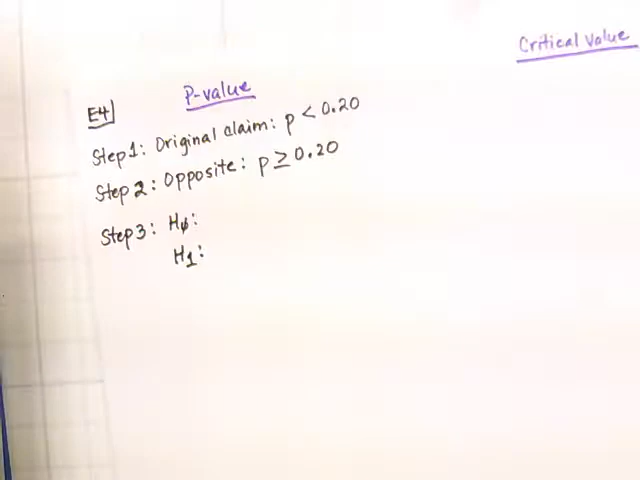 Critical value
P-value
E4
Step 1: Original claim: p < 0.20
Step 2: Opposite: p ≥ 0.20
Step 3: H0:
H1: